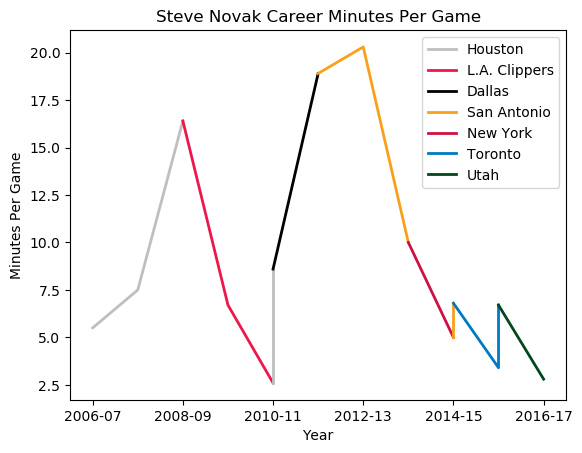 Steve Novak Career Minutes Per Game
Houston
L.A. Clippers
Dallas
San Antonio
New York
Toronto
Utah
20.0
17.5
15.0
12.5
10.0
7.5
5.0
2.5
Minutes Per Game
2006-07 2008-09 2010-11 2012-13 2014-15 2016-17
Year